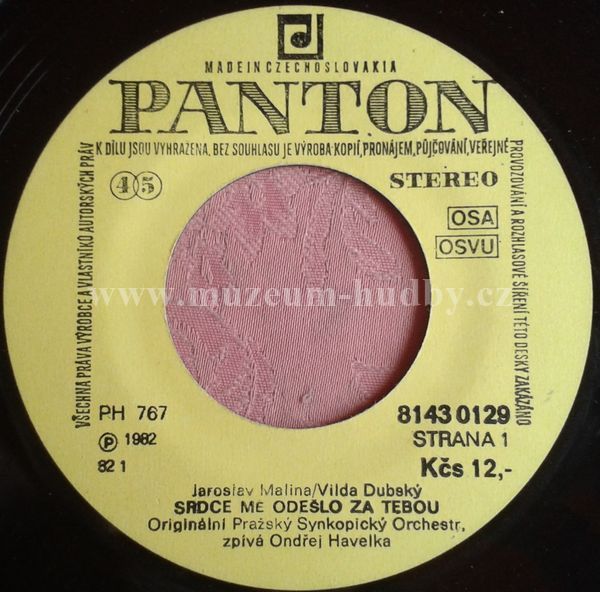 MADE IN CZECHOSLOVAKIA
PANTON
VŠECHNA PRÁVA VÝROBCE A VLASTNÍKŮ AUTORSKÝCH PRÁV K DÍLU JSOU VYHRAZENA. BEZ SOUHLASU JE VÝROBA KOPIÍ, PRONÁJEM, PŮJČOVÁNÍ, VEŘEJNÉ PROVOZOVÁNÍ A ROZHLASOVÉ ŠÍŘENÍ TÉTO DESKY ZAKÁZÁNO
45
STEREO
OSA
OSVU
www.muzeum-hudby.cz
PH 767
8143 0129
Ⓟ 1982
STRANA 1
82 1
Kčs 12,-
Jaroslav Malina/Vilda Dubský
SRDCE MÉ ODEŠLO ZA TEBOU
Originální Pražský Synkopický Orchestr,
zpívá Ondřej Havelka